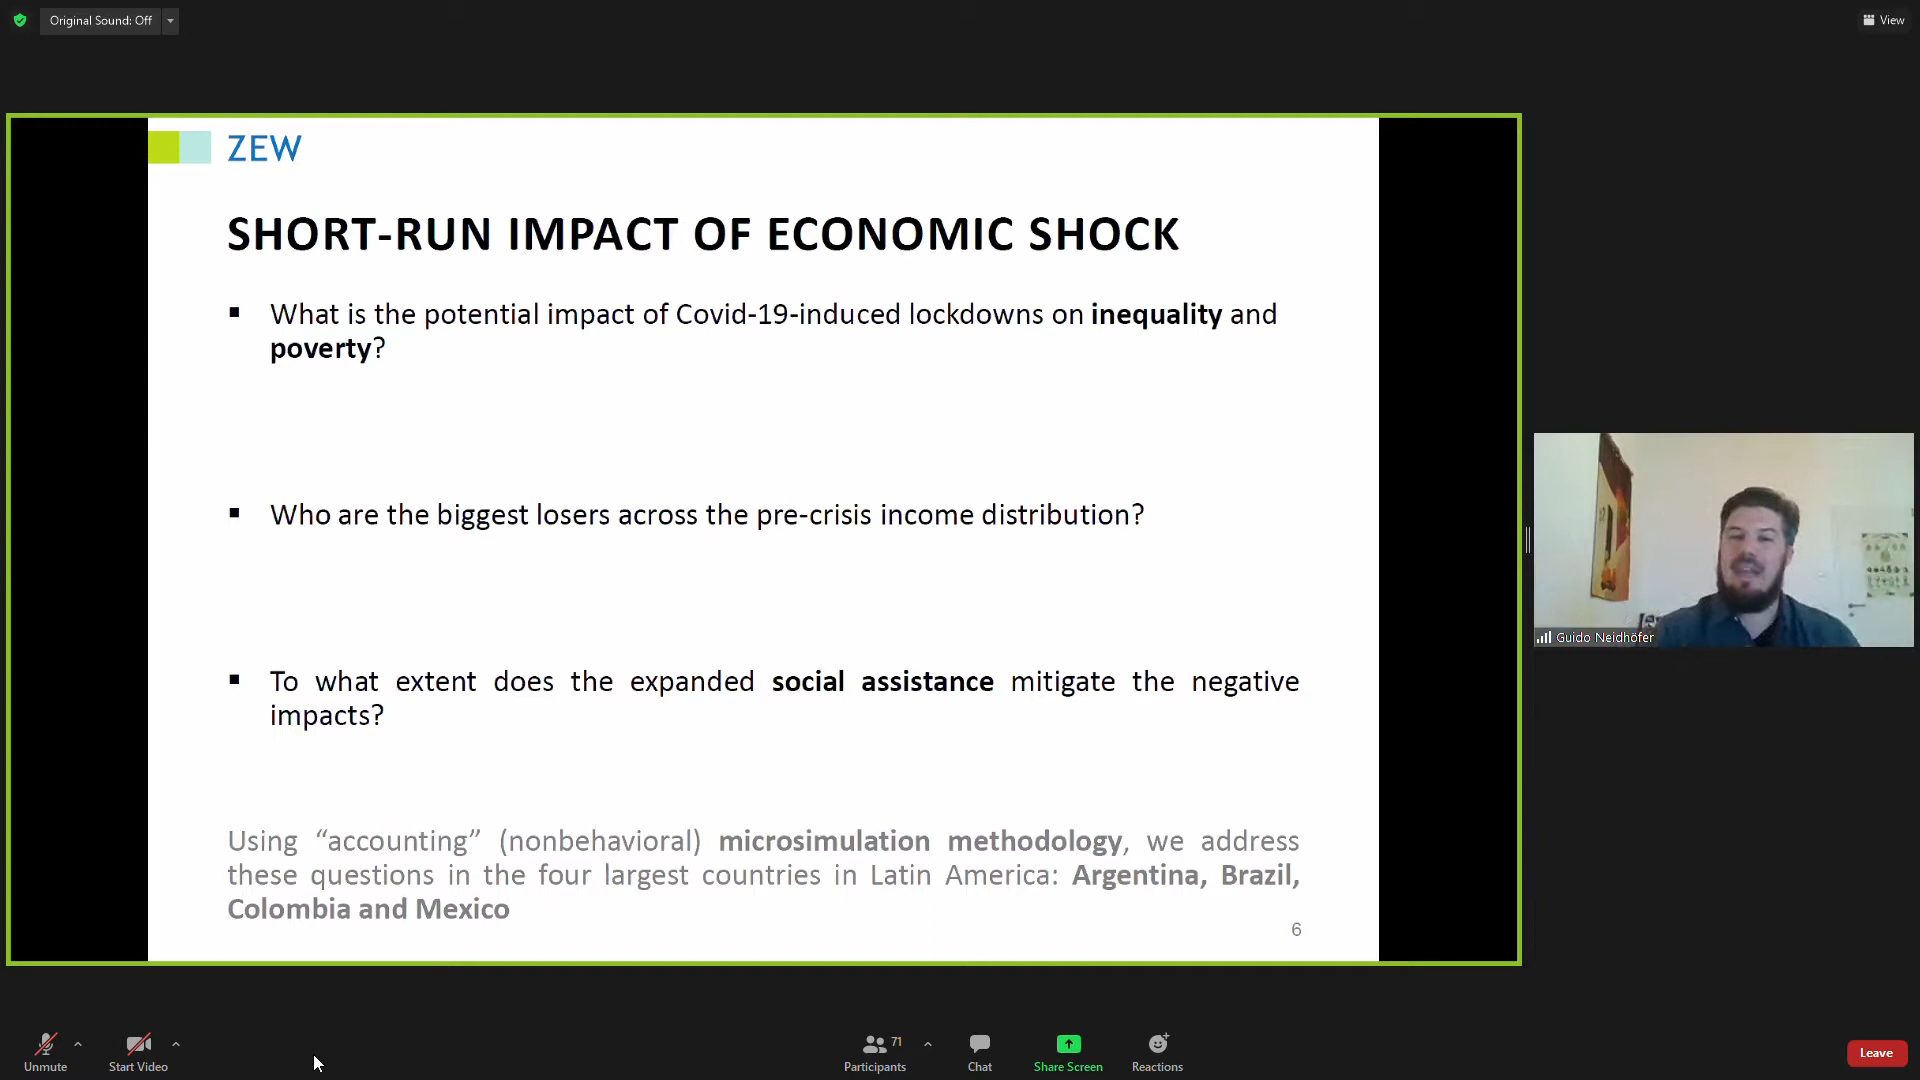 Original Sound: Off
View
ZEW
SHORT-RUN IMPACT OF ECONOMIC SHOCK
▪ What is the potential impact of Covid-19-induced lockdowns on inequality and
poverty?
▪ Who are the biggest losers across the pre-crisis income distribution?
▪ To what extent does the expanded social assistance mitigate the negative
impacts?
Using “accounting” (nonbehavioral) microsimulation methodology, we address
these questions in the four largest countries in Latin America: Argentina, Brazil,
Colombia and Mexico
6
Guido Neidhöfer
Unmute
Start Video
71
Participants
Chat
Share Screen
Reactions
Leave